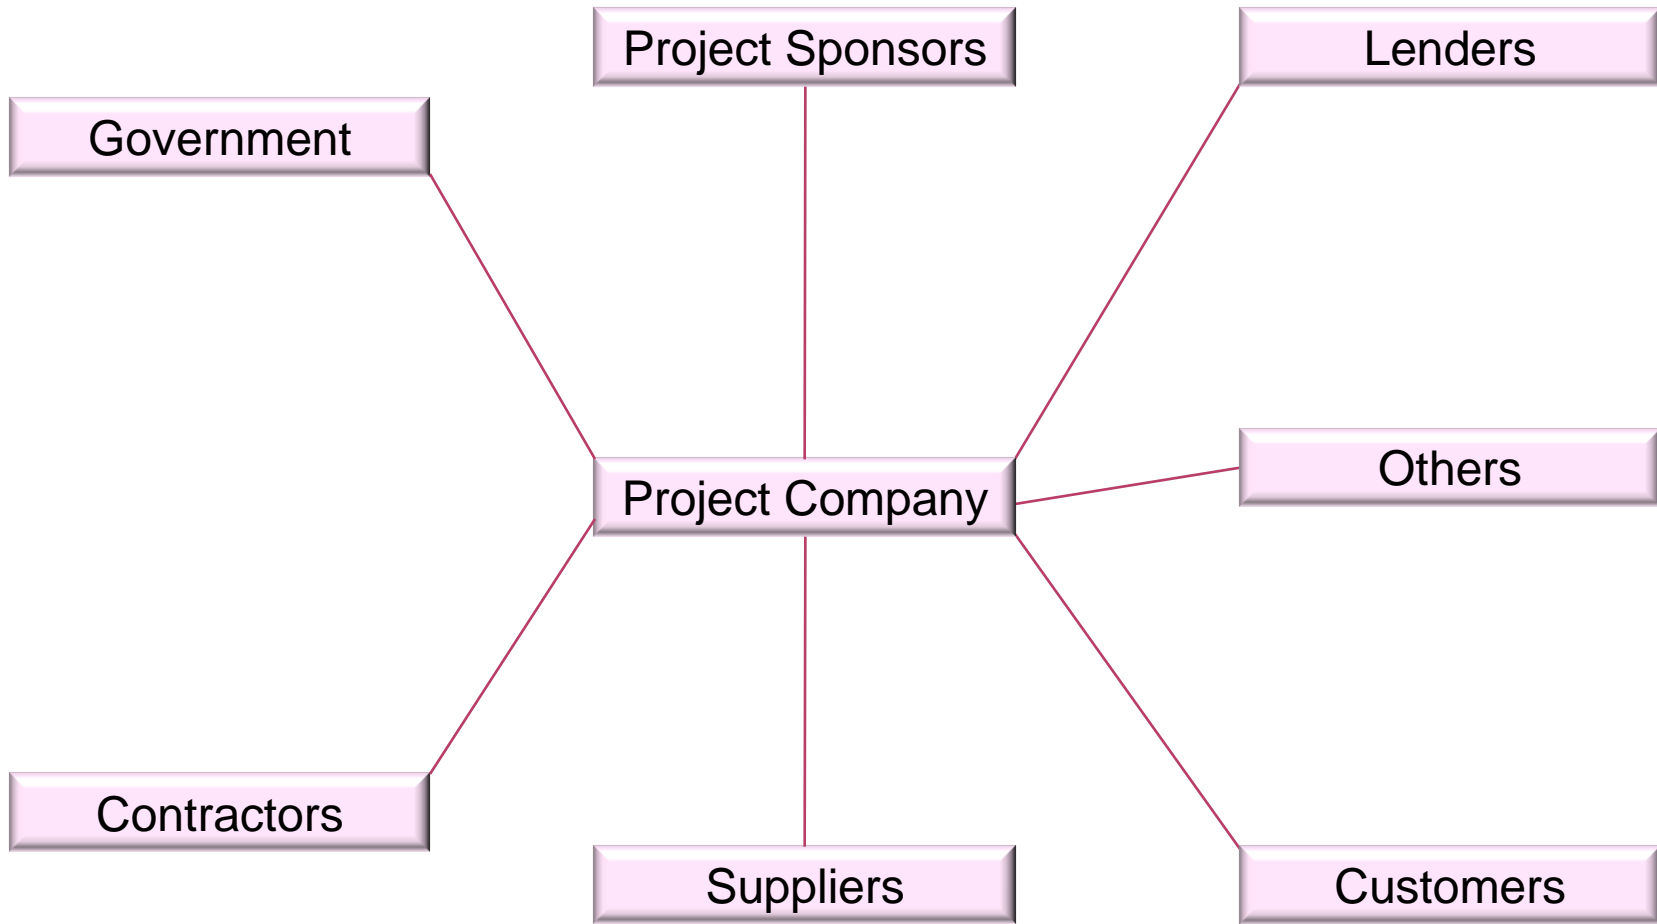 Project Sponsors
Lenders
Government
Others
Project Company
Contractors
Suppliers
Customers